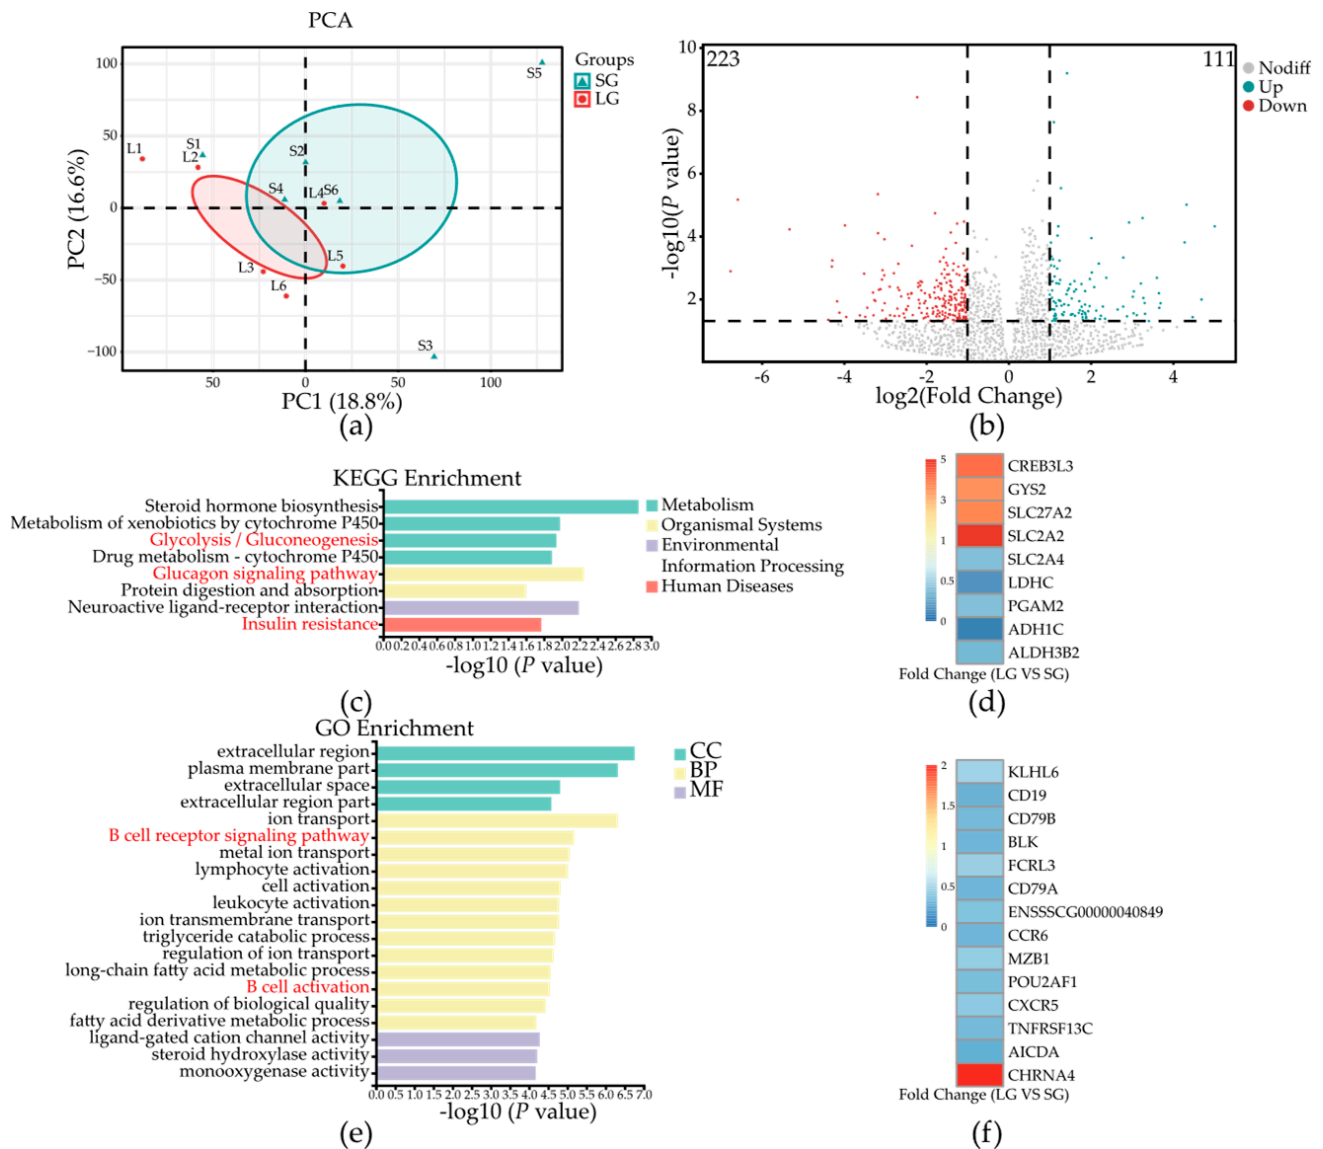 PCA
Groups
SG
LG
100
50
0
−50
−100
PC2 (16.6%)
S5
L1
S1
L2
S2
S4
L4
S6
L3
L5
L6
S3
50
0
50
100
PC1 (18.8%)
(a)
223
111
10
8
6
4
2
-log10(P value)
Nodiff
Up
Down
-6
-4
-2
0
2
4
log2(Fold Change)
(b)
KEGG Enrichment
Steroid hormone biosynthesis
Metabolism of xenobiotics by cytochrome P450
Glycolysis / Gluconeogenesis
Drug metabolism - cytochrome P450
Glucagon signaling pathway
Protein digestion and absorption
Neuroactive ligand-receptor interaction
Insulin resistance
Metabolism
Organismal Systems
Environmental
Information Processing
Human Diseases
0.0 0.2 0.4 0.6 0.8 1.0 1.2 1.4 1.6 1.8 2.0 2.2 2.4 2.6 2.8 3.0
-log10 (P value)
(c)
5
3
1
0.5
0
CREB3L3
GYS2
SLC27A2
SLC2A2
SLC2A4
LDHC
PGAM2
ADH1C
ALDH3B2
Fold Change (LG VS SG)
(d)
GO Enrichment
extracellular region
plasma membrane part
extracellular space
extracellular region part
ion transport
B cell receptor signaling pathway
metal ion transport
lymphocyte activation
cell activation
leukocyte activation
ion transmembrane transport
triglyceride catabolic process
regulation of ion transport
long-chain fatty acid metabolic process
B cell activation
regulation of biological quality
fatty acid derivative metabolic process
ligand-gated cation channel activity
steroid hydroxylase activity
monooxygenase activity
CC
BP
MF
0.0 0.5 1.0 1.5 2.0 2.5 3.0 3.5 4.0 4.5 5.0 5.5 6.0 6.5 7.0
-log10 (P value)
(e)
2
1.5
1
0.5
0
KLHL6
CD19
CD79B
BLK
FCRL3
CD79A
ENSSSCG00000040849
CCR6
MZB1
POU2AF1
CXCR5
TNFRSF13C
AICDA
CHRNA4
Fold Change (LG VS SG)
(f)